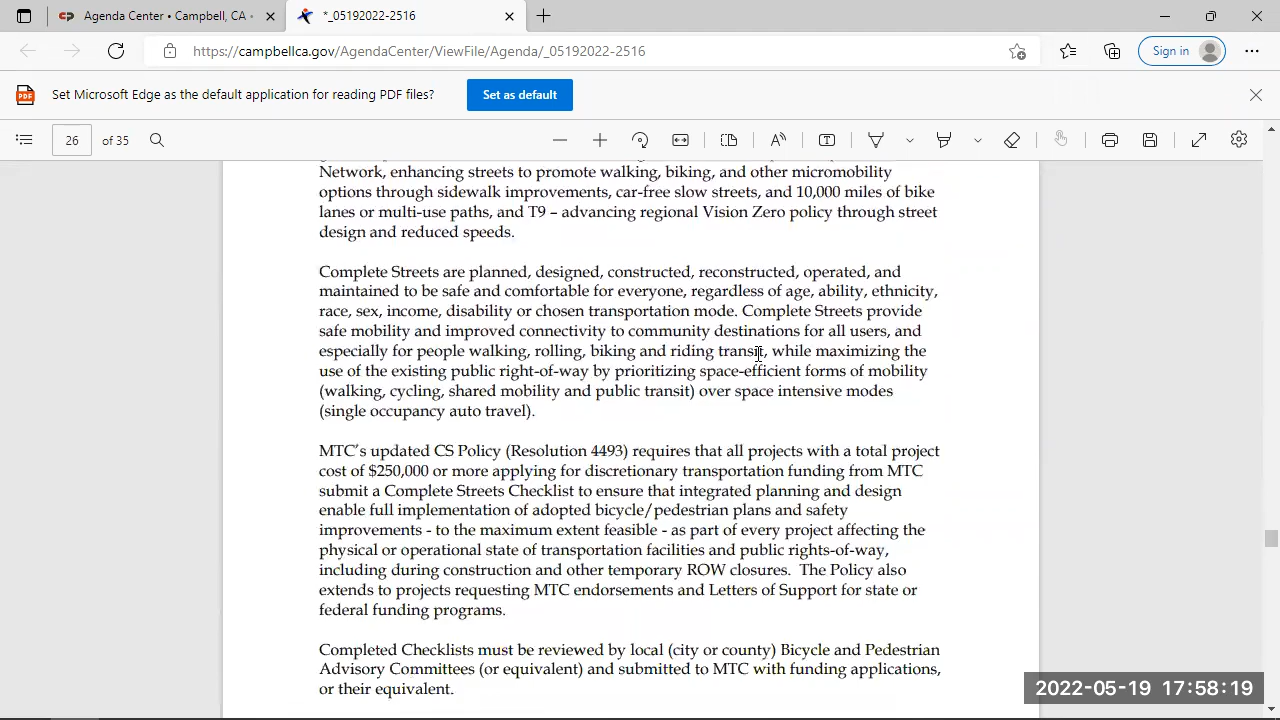 Agenda Center • Campbell, CA
*_05192022-2516
https://campbellca.gov/AgendaCenter/ViewFile/Agenda/_05192022-2516
Sign in
PDF
Set Microsoft Edge as the default application for reading PDF files?
Set as default
26 of 35
Network, enhancing streets to promote walking, biking, and other micromobility
options through sidewalk improvements, car-free slow streets, and 10,000 miles of bike
lanes or multi-use paths, and T9 – advancing regional Vision Zero policy through street
design and reduced speeds.
Complete Streets are planned, designed, constructed, reconstructed, operated, and
maintained to be safe and comfortable for everyone, regardless of age, ability, ethnicity,
race, sex, income, disability or chosen transportation mode. Complete Streets provide
safe mobility and improved connectivity to community destinations for all users, and
especially for people walking, rolling, biking and riding transit, while maximizing the
use of the existing public right-of-way by prioritizing space-efficient forms of mobility
(walking, cycling, shared mobility and public transit) over space intensive modes
(single occupancy auto travel).
MTC’s updated CS Policy (Resolution 4493) requires that all projects with a total project
cost of $250,000 or more applying for discretionary transportation funding from MTC
submit a Complete Streets Checklist to ensure that integrated planning and design
enable full implementation of adopted bicycle/pedestrian plans and safety
improvements - to the maximum extent feasible - as part of every project affecting the
physical or operational state of transportation facilities and public rights-of-way,
including during construction and other temporary ROW closures.  The Policy also
extends to projects requesting MTC endorsements and Letters of Support for state or
federal funding programs.
Completed Checklists must be reviewed by local (city or county) Bicycle and Pedestrian
Advisory Committees (or equivalent) and submitted to MTC with funding applications,
or their equivalent.
2022-05-19 17:58:19